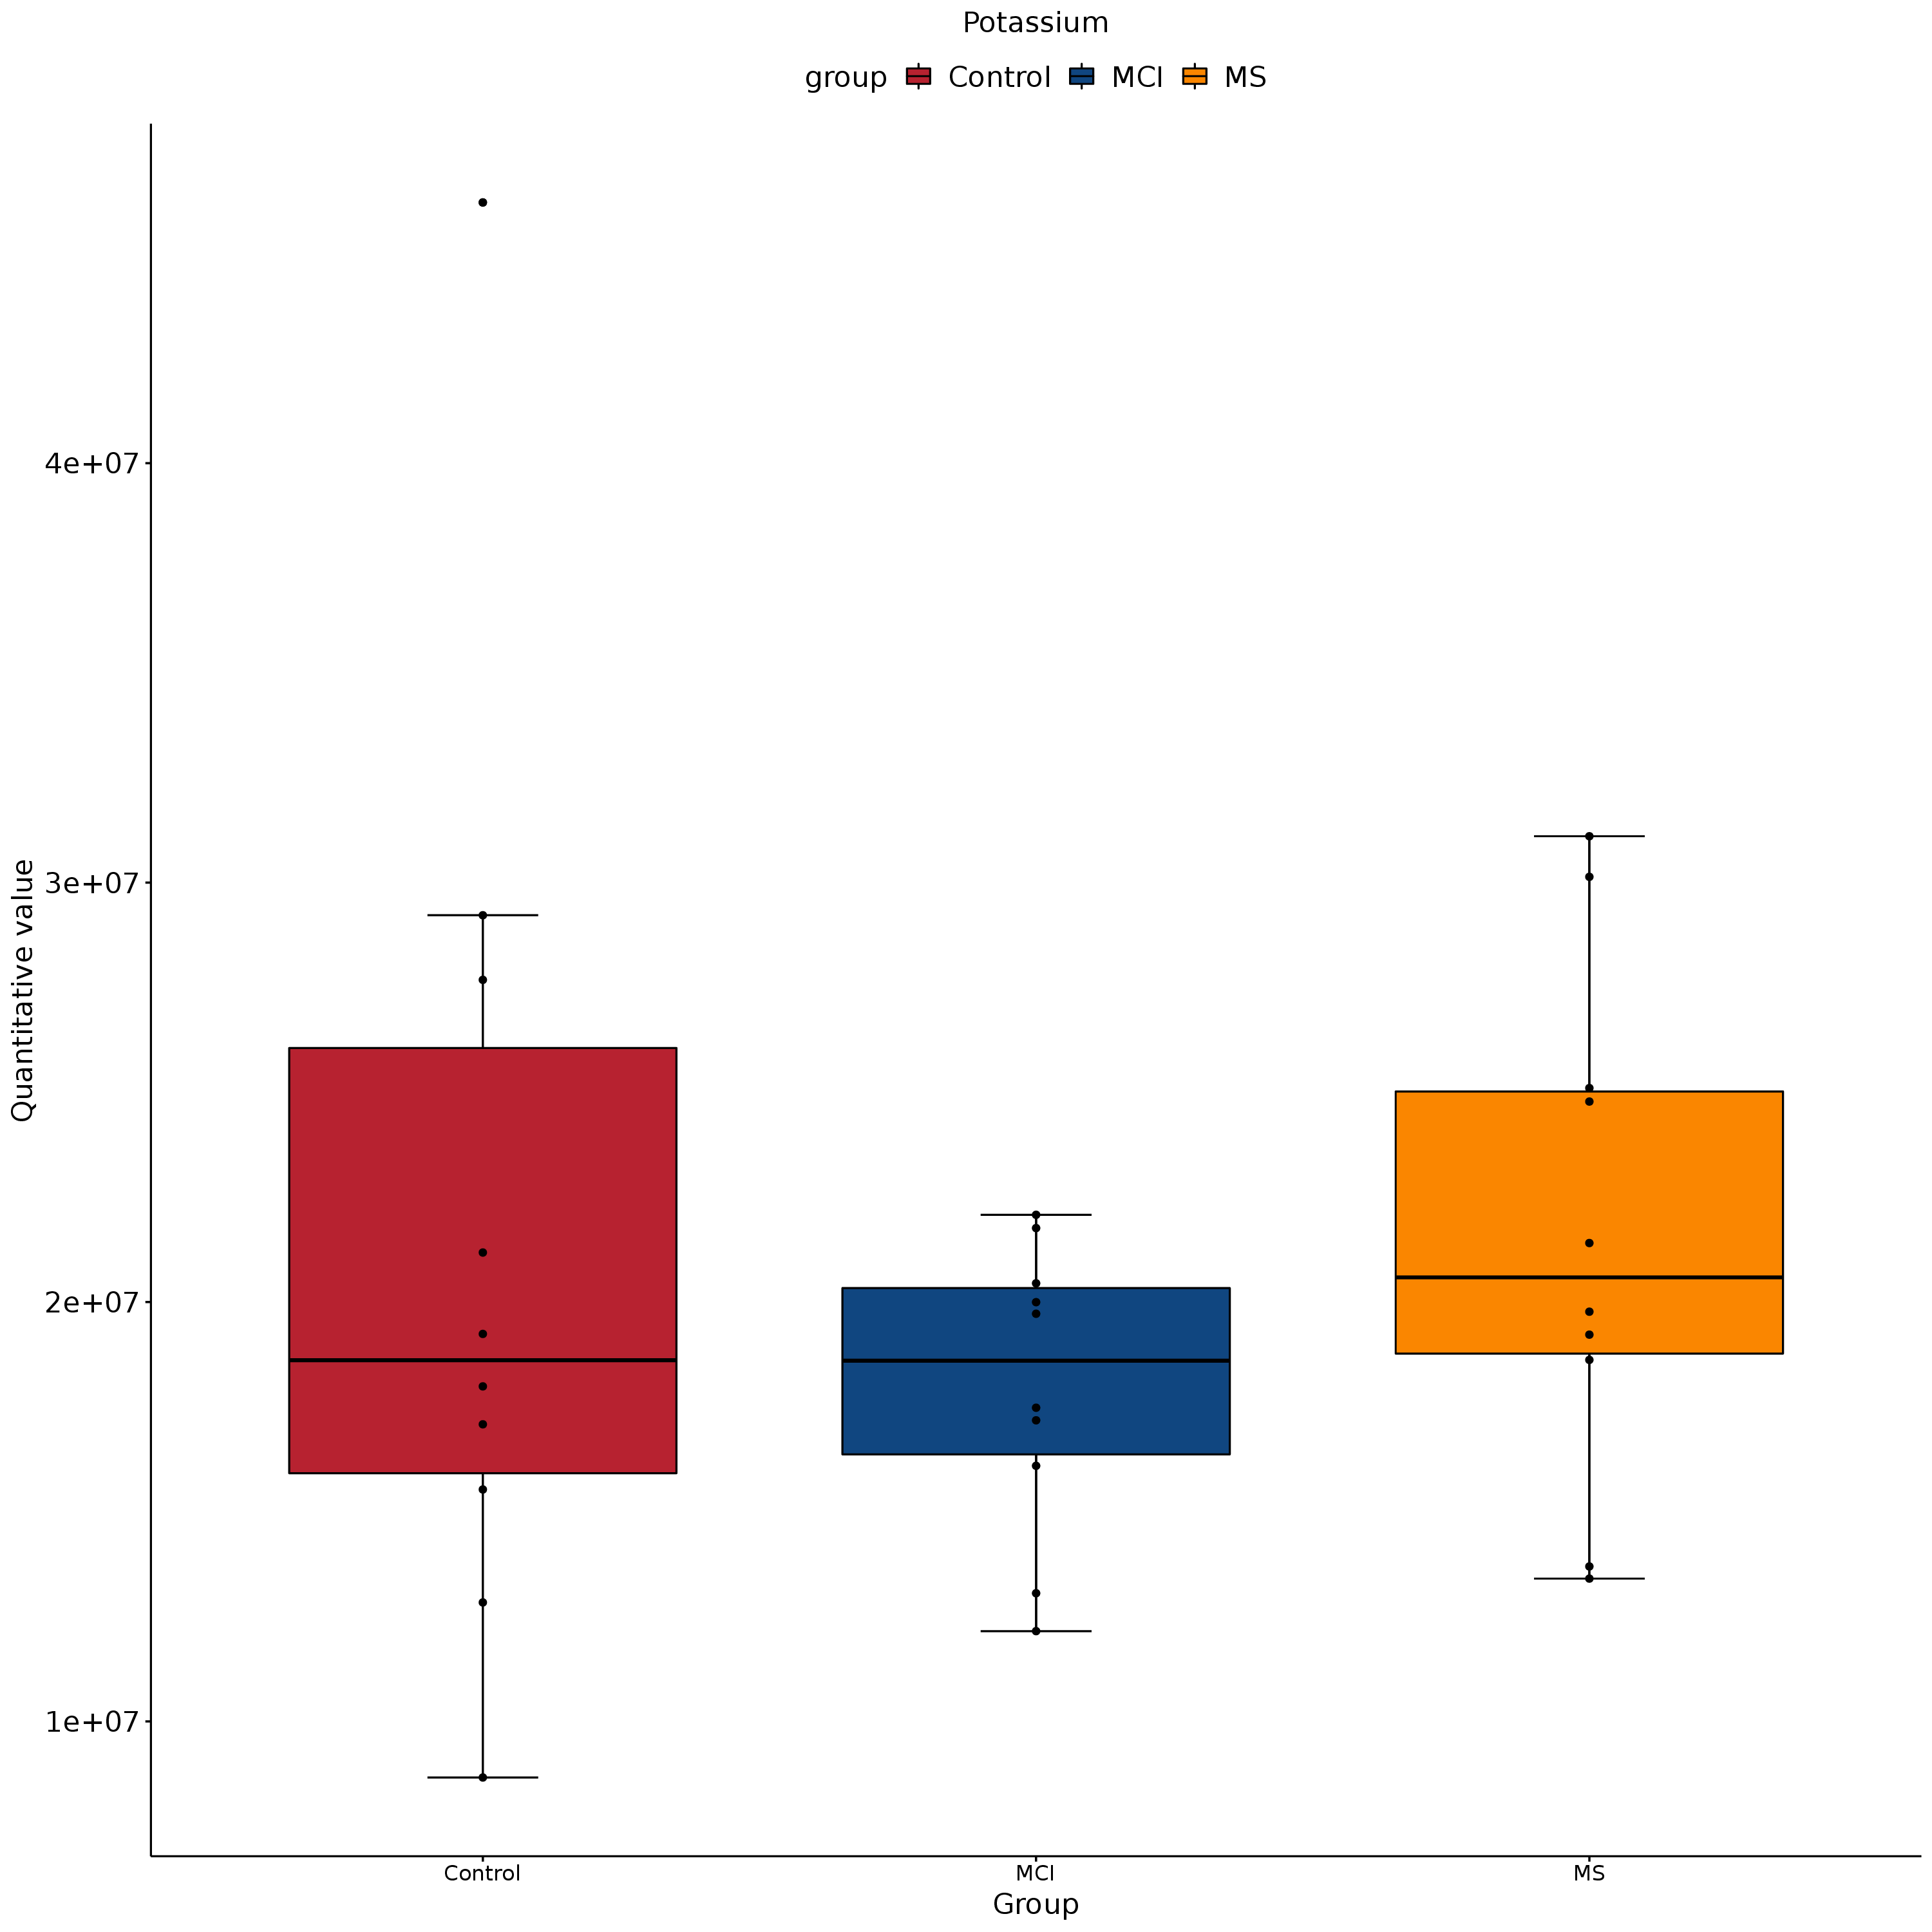 Potassium
group Control MCI MS
Quantitative value
4e+07
3e+07
2e+07
1e+07
Control MCI MS
Group